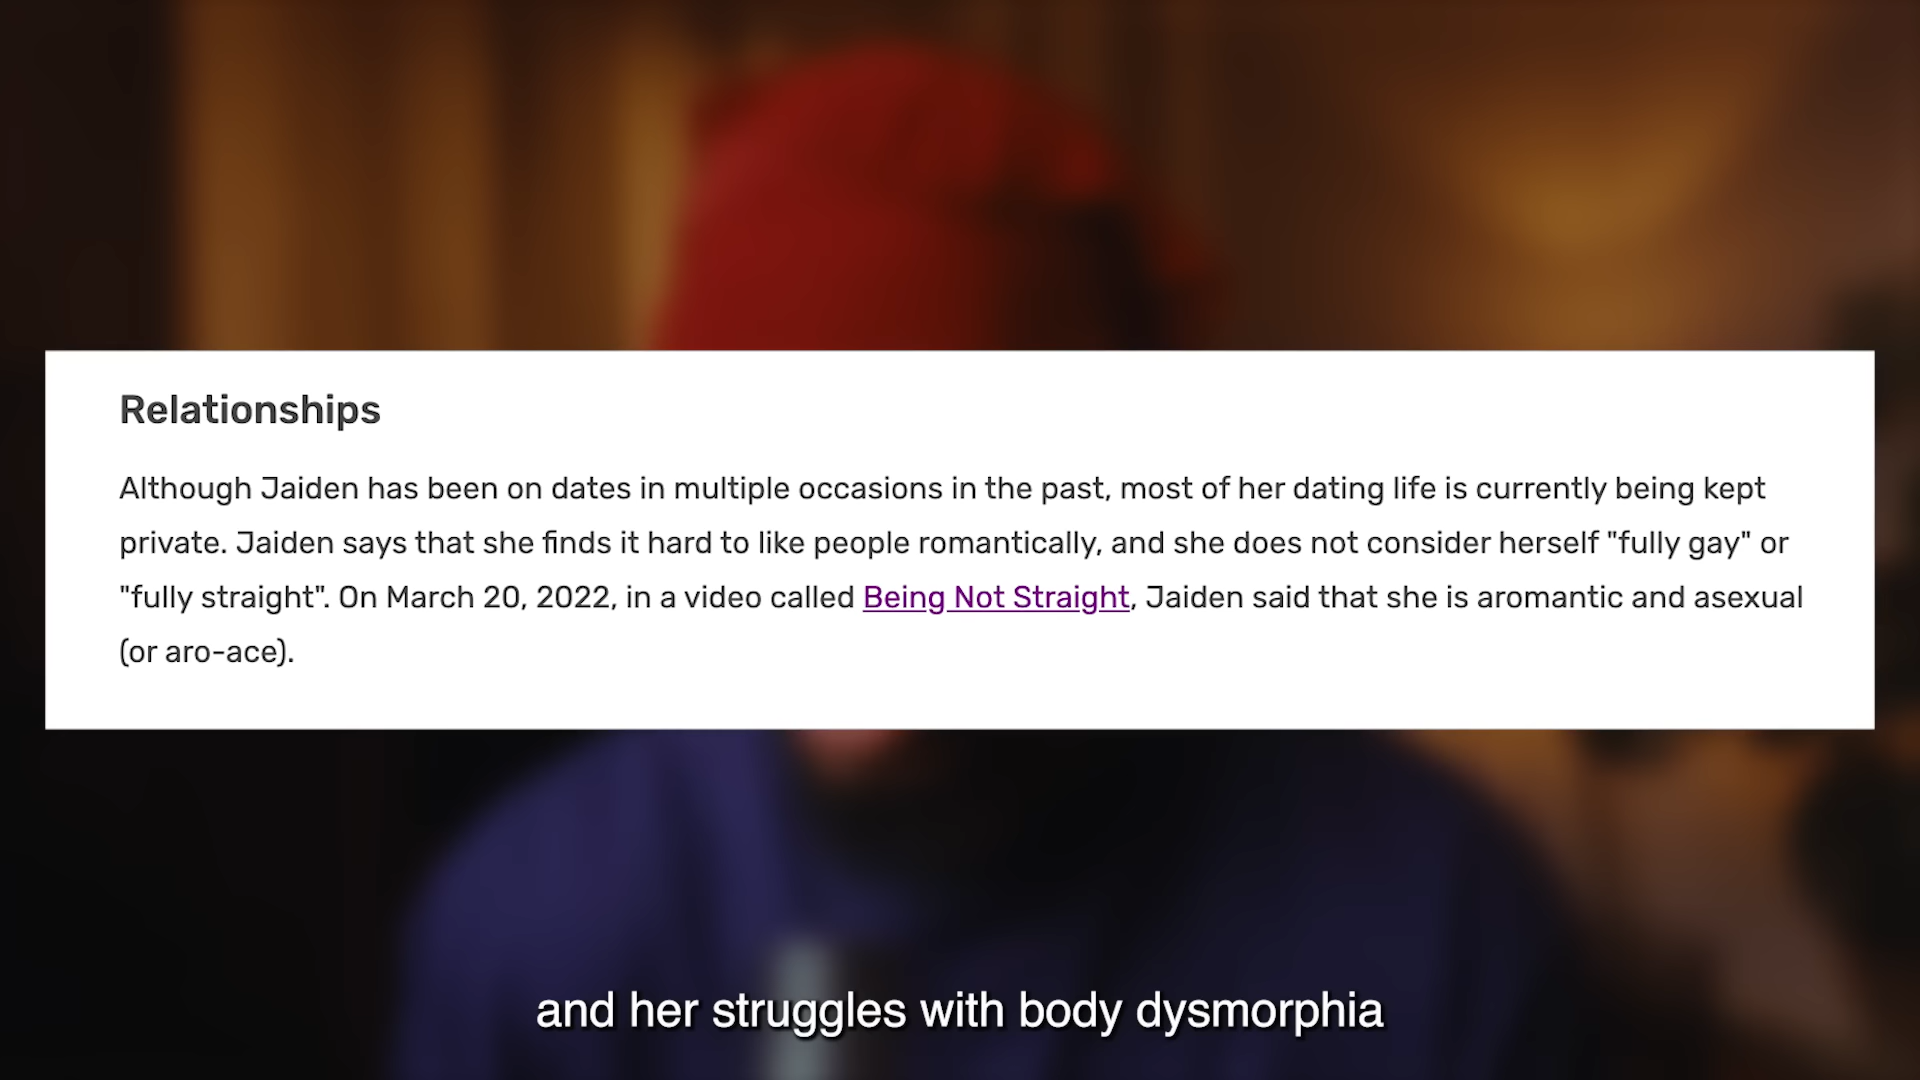 Relationships
Although Jaiden has been on dates in multiple occasions in the past, most of her dating life is currently being kept
private. Jaiden says that she finds it hard to like people romantically, and she does not consider herself "fully gay" or
"fully straight". On March 20, 2022, in a video called Being Not Straight, Jaiden said that she is aromantic and asexual
(or aro-ace).
and her struggles with body dysmorphia